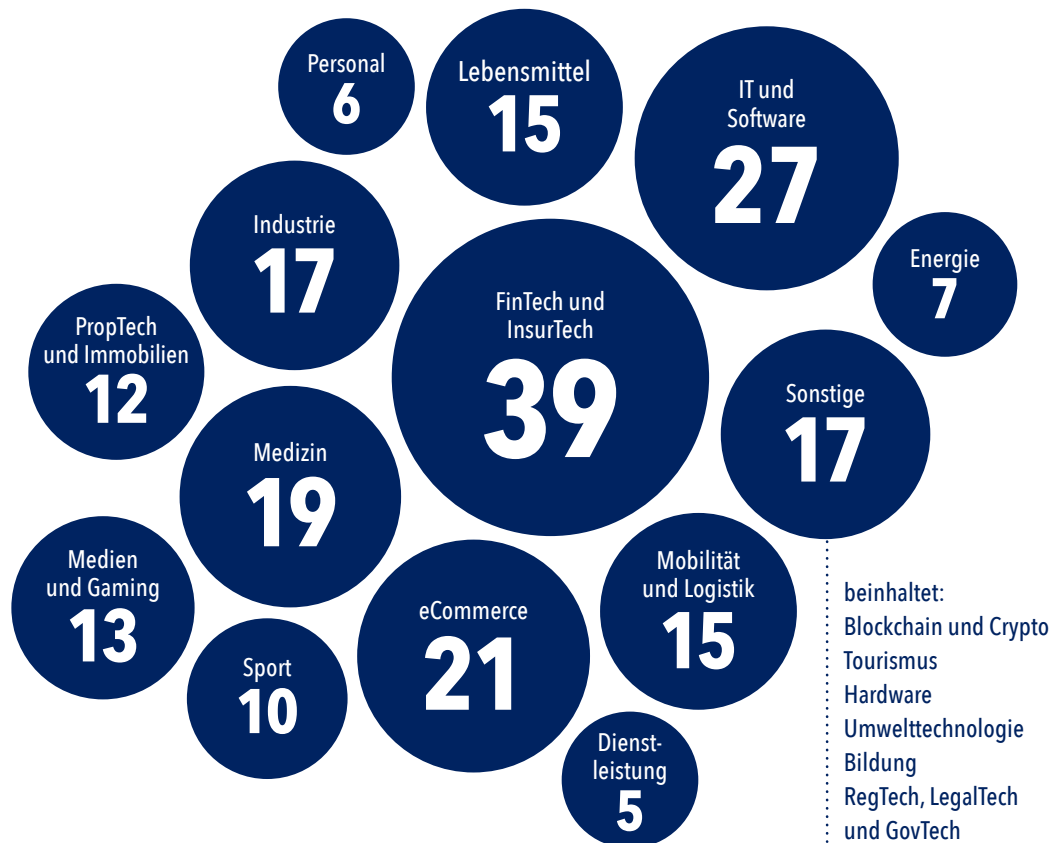 Personal
6
Lebensmittel
15
IT und
Software
27
Industrie
17
Energie
7
FinTech und
InsurTech
39
PropTech
und Immobilien
12
Sonstige
17
Medizin
19
Medien
und Gaming
13
Mobilität
und Logistik
15
eCommerce
21
Sport
10
Dienst-
leistung
5
beinhaltet:
Blockchain und Crypto
Tourismus
Hardware
Umwelttechnologie
Bildung
RegTech, LegalTech
und GovTech